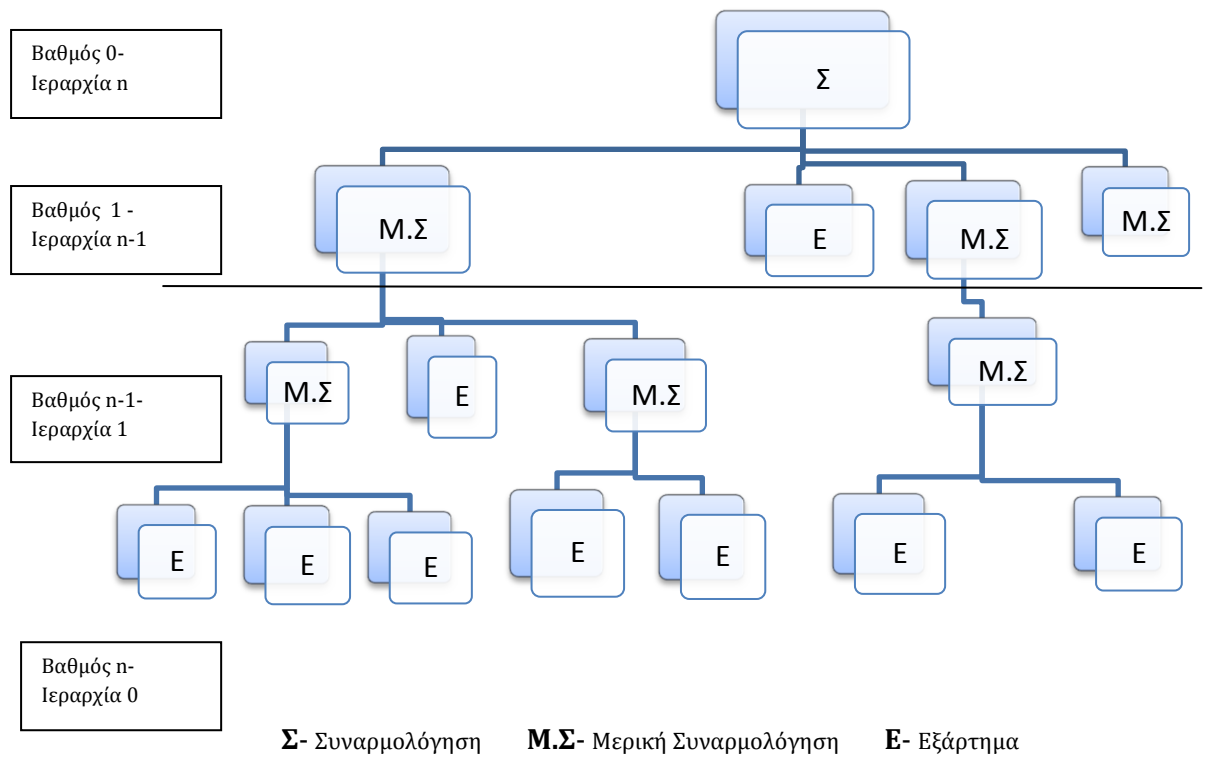 Βαθμός 0-
Ιεραρχία n
Σ
Βαθμός 1 -
Ιεραρχία n-1
Μ.Σ
Ε
Μ.Σ
Μ.Σ
Βαθμός n-1-
Ιεραρχία 1
Μ.Σ
Ε
Μ.Σ
Μ.Σ
Ε
Ε
Ε
Ε
Ε
Ε
Ε
Βαθμός n-
Ιεραρχία 0
Σ- Συναρμολόγηση Μ.Σ- Μερική Συναρμολόγηση Ε- Εξάρτημα